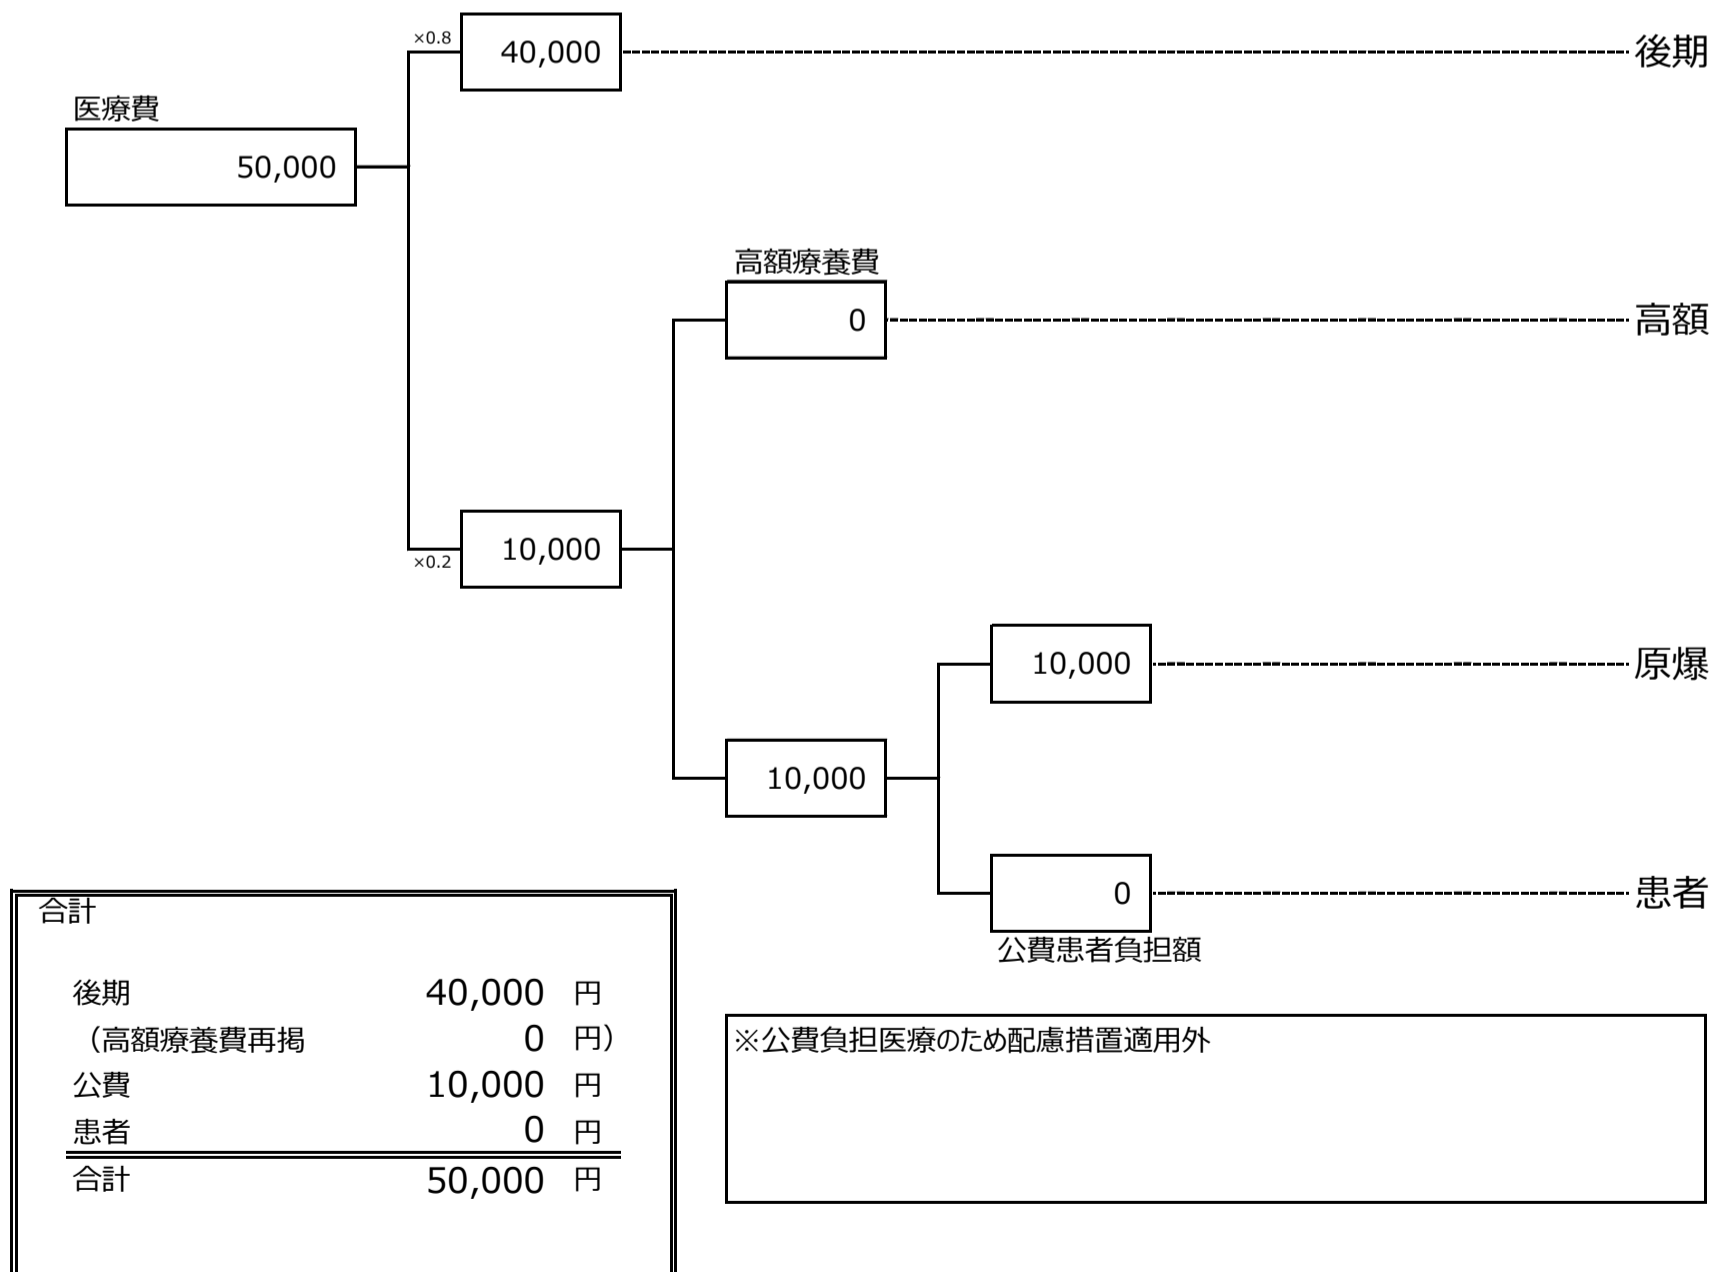 ×0.8
40,000
後期
医療費
50,000
高額療養費
0
高額
×0.2
10,000
10,000
原爆
10,000
0
患者
公費患者負担額
合計
後期 40,000 円
（高額療養費再掲 0 円）
公費 10,000 円
患者 0 円
合計 50,000 円
※公費負担医療のため配慮措置適用外